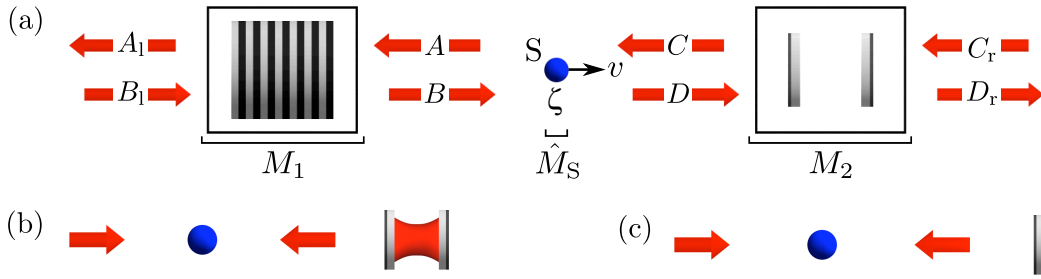 (a)
A_l A S C C_r
B_l B v D D_r
ζ
M_1 M̂_S M_2
(b) (c)